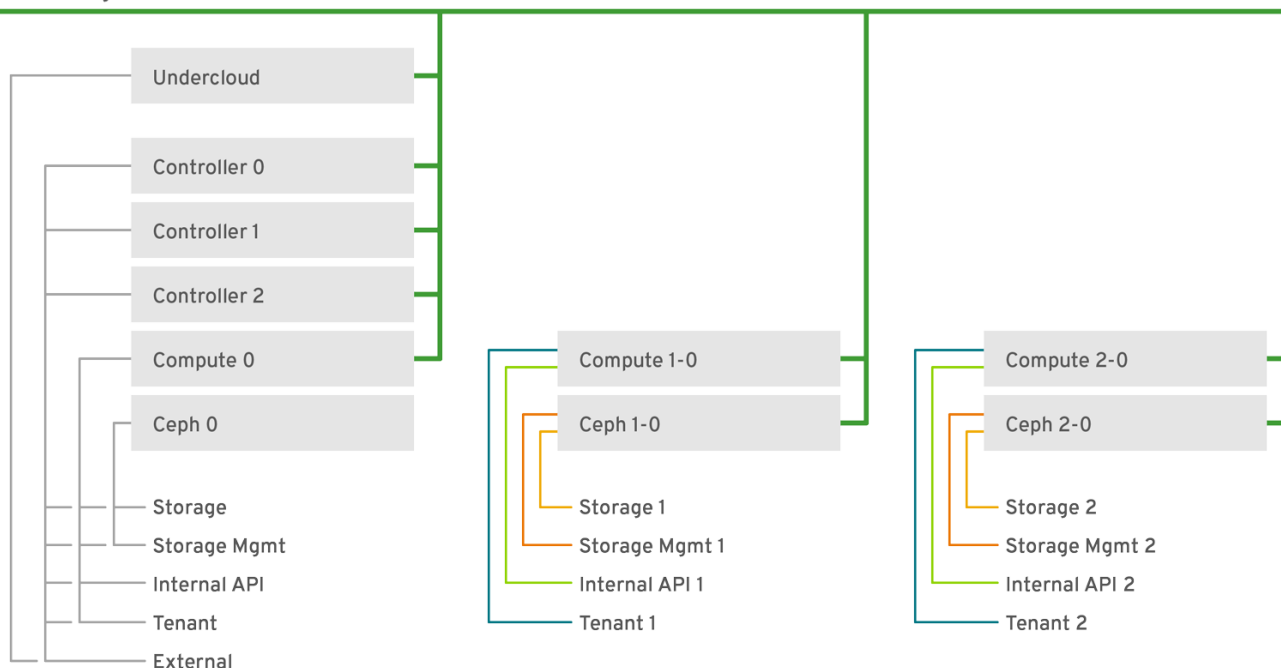 Undercloud
Controller 0
Controller 1
Controller 2
Compute 0
Ceph 0
Storage
Storage Mgmt
Internal API
Tenant
External
Compute 1-0
Ceph 1-0
Storage 1
Storage Mgmt 1
Internal API 1
Tenant 1
Compute 2-0
Ceph 2-0
Storage 2
Storage Mgmt 2
Internal API 2
Tenant 2